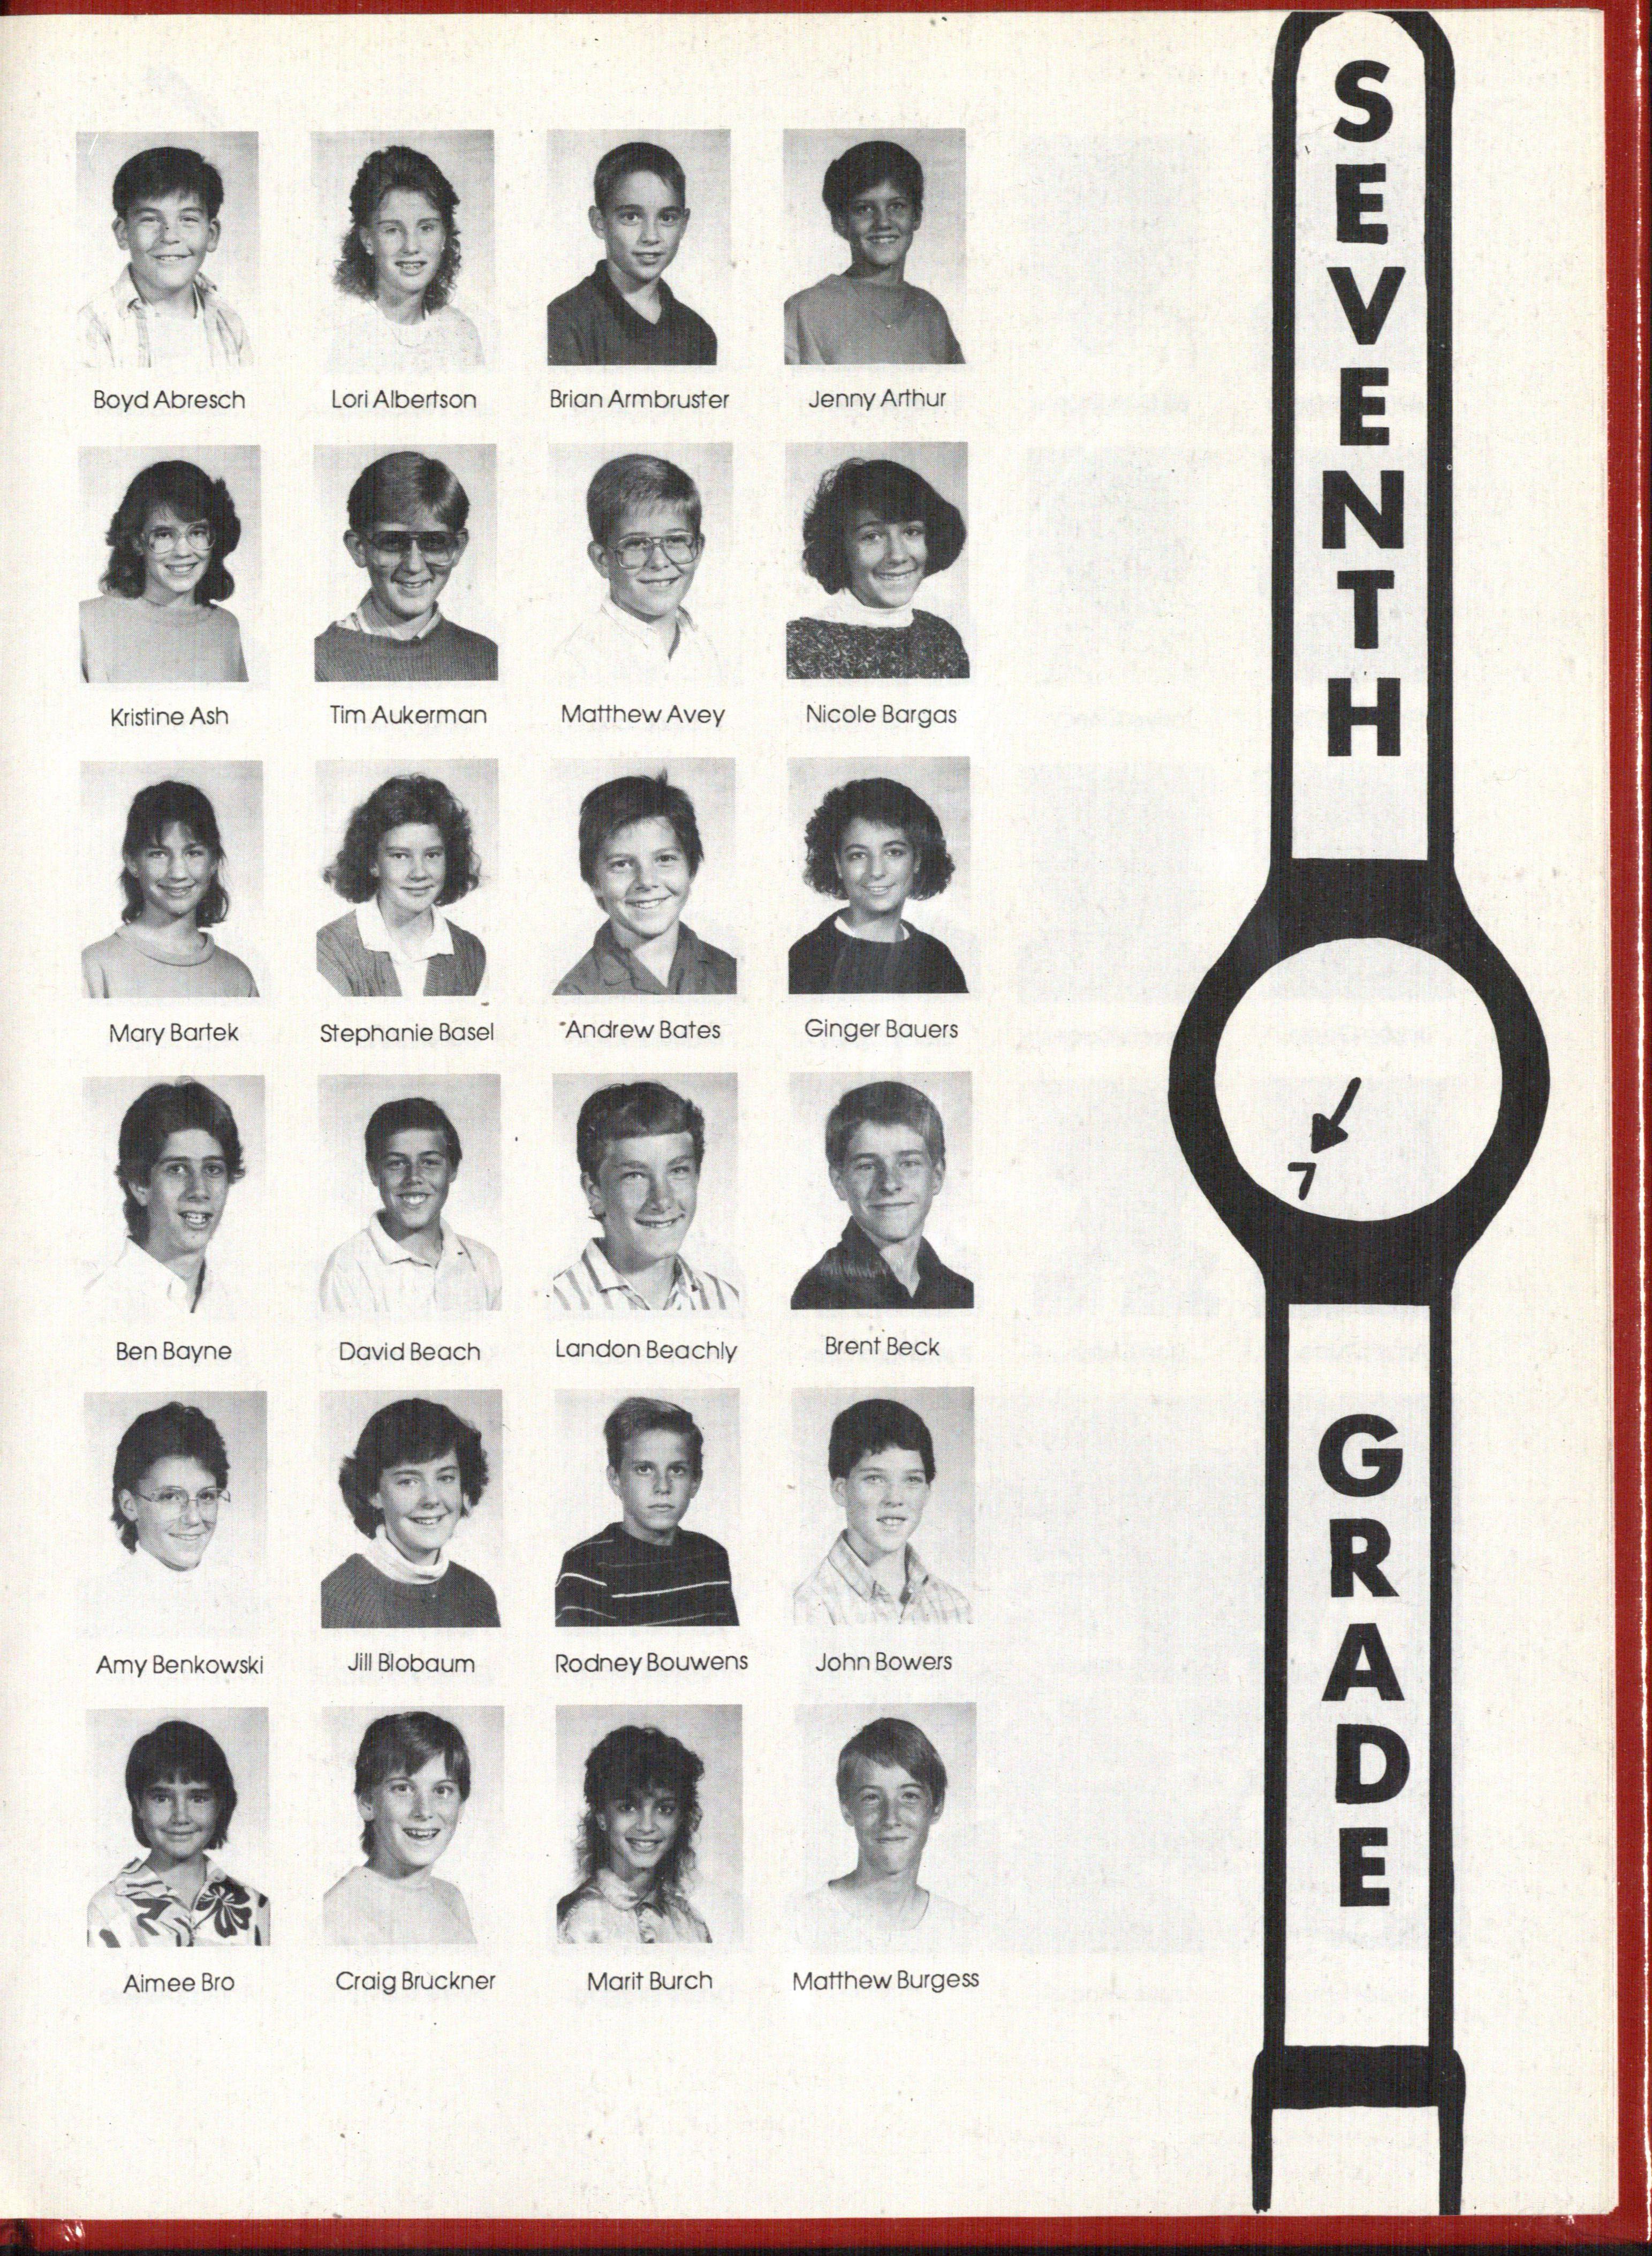 Boyd Abresch Lori Albertson Brian Armbruster Jenny Arthur
Kristine Ash Tim Aukerman Matthew Avey Nicole Bargas
Mary Bartek Stephanie Basel Andrew Bates Ginger Bauers
Ben Bayne David Beach Landon Beachly Brent Beck
Amy Benkowski Jill Blobaum Rodney Bouwens John Bowers
Aimee Bro Craig Bruckner Marit Burch Matthew Burgess
SEVENTH
7
GRADE